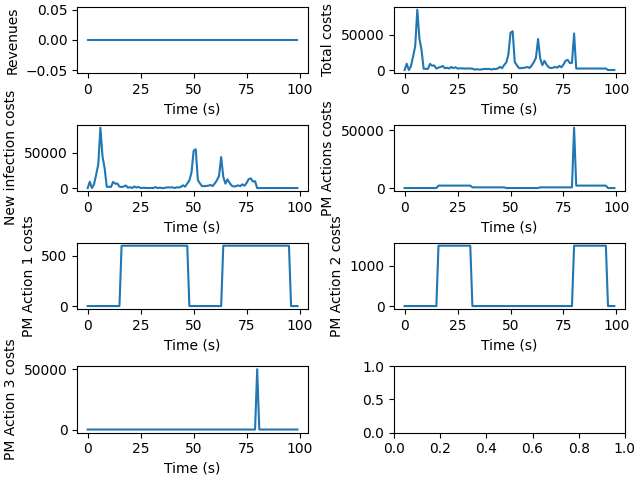 Revenues
0.05
0.00
−0.05
0 25 50 75 100
Time (s)
Total costs
50000
0
0 25 50 75 100
Time (s)
New infection costs
50000
0
0 25 50 75 100
Time (s)
PM Actions costs
50000
0
0 25 50 75 100
Time (s)
PM Action 1 costs
500
0
0 25 50 75 100
Time (s)
PM Action 2 costs
1000
0
0 25 50 75 100
Time (s)
PM Action 3 costs
50000
0
0 25 50 75 100
Time (s)
1.0
0.5
0.0
0.0 0.2 0.4 0.6 0.8 1.0